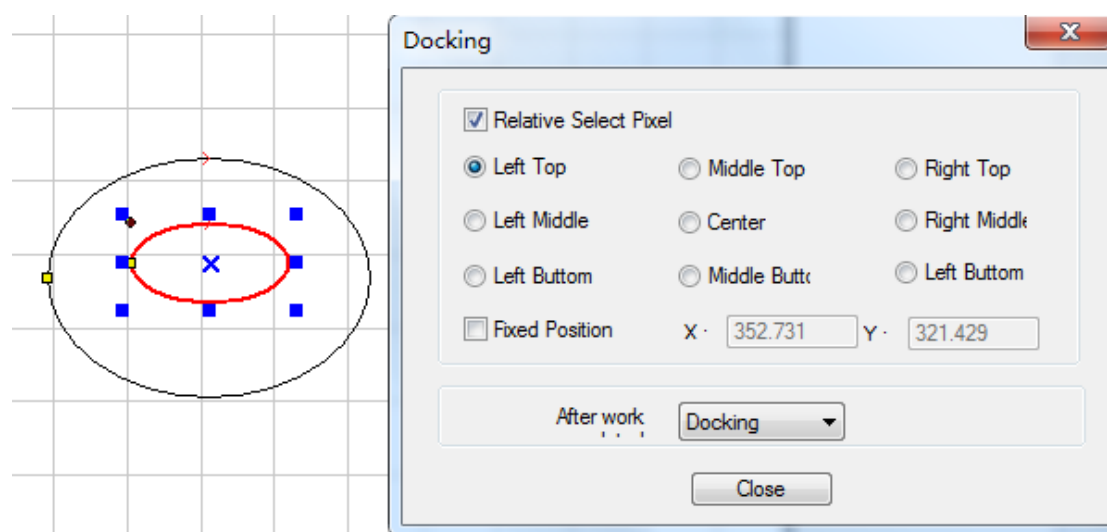 Docking
Relative Select Pixel
Left Top Middle Top Right Top
Left Middle Center Right Middle
Left Buttom Middle Butt Left Buttom
Fixed Position X · 352.731 Y · 321.429
After work Docking
Close